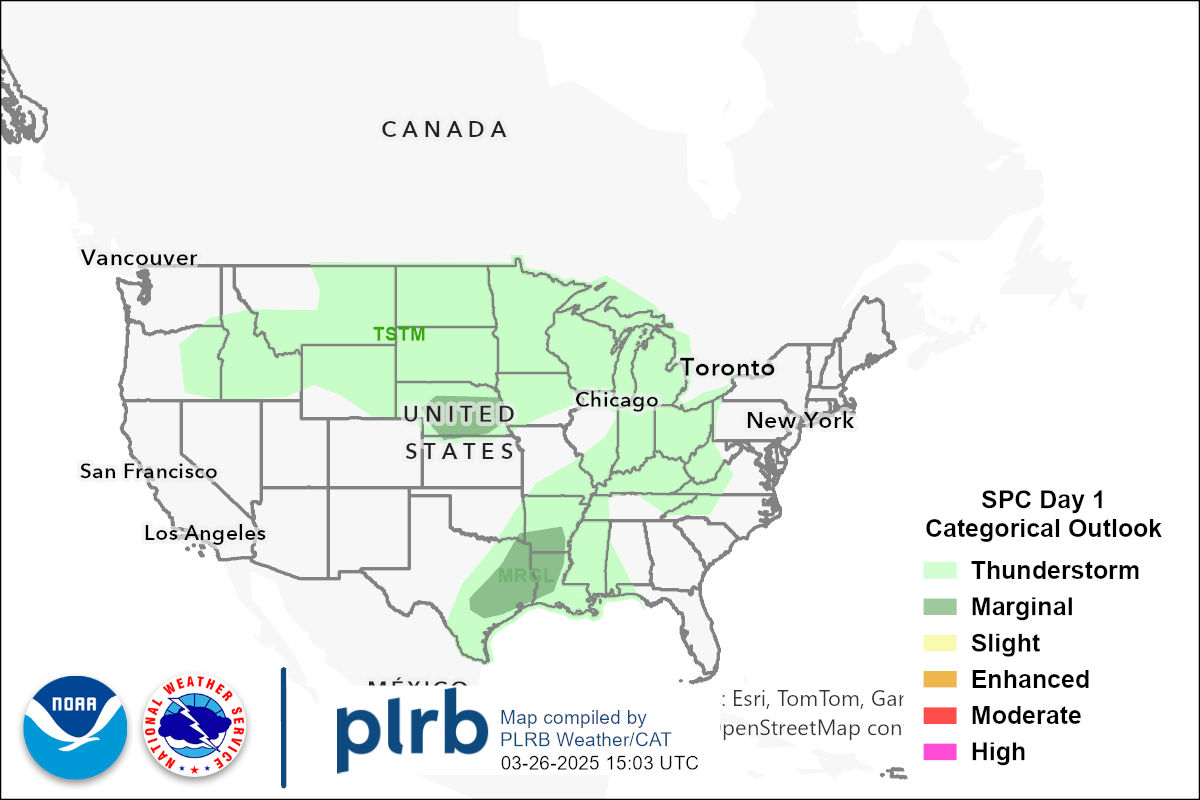 CANADA
Vancouver
TSTM
Toronto
Chicago
UNITED
New York
STATES
San Francisco
Los Angeles
MRGL
SPC Day 1
Categorical Outlook
Thunderstorm
Marginal
Slight
Enhanced
Moderate
High
MÉXICO
NOAA
NATIONAL WEATHER SERVICE
plrb
Map compiled by
PLRB Weather/CAT
03-26-2025 15:03 UTC
: Esri, TomTom, Gar
penStreetMap con